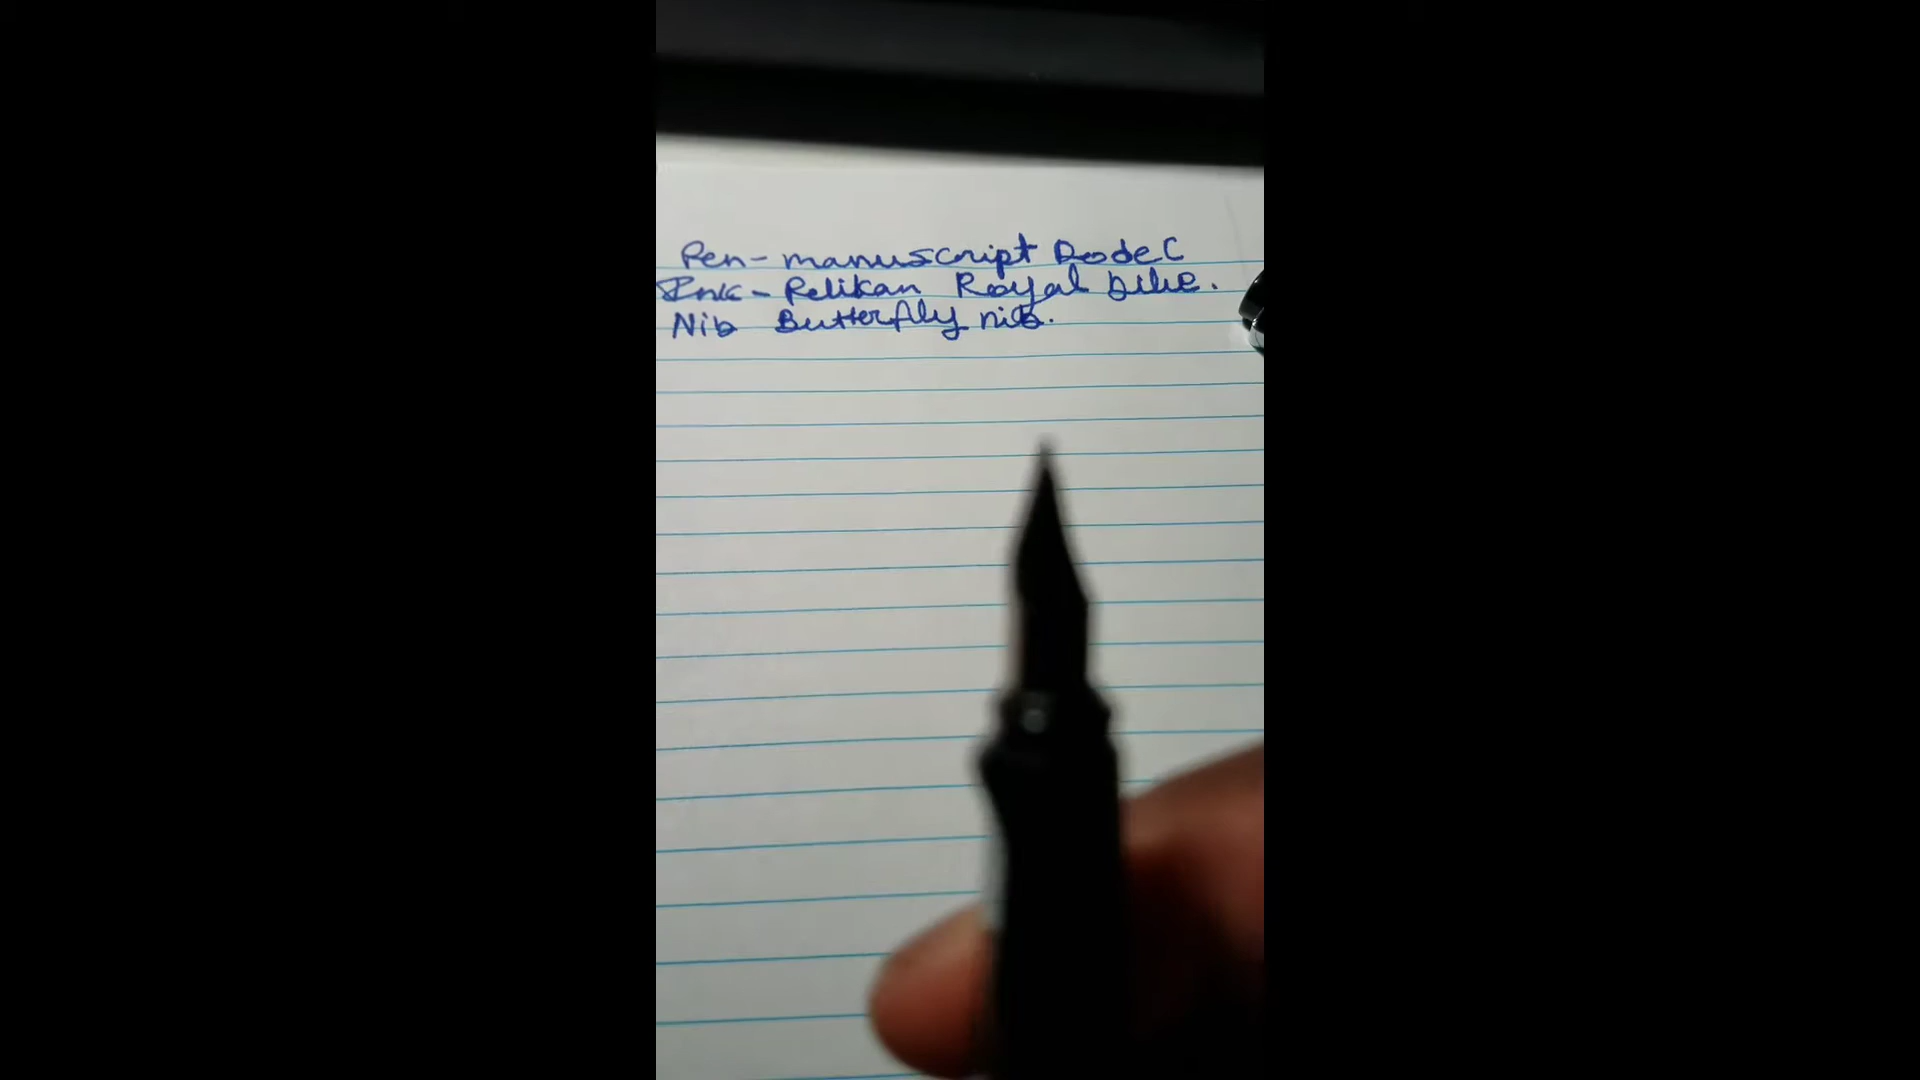 Pen - manuscript Dodec
Ink - Pelikan Royal blue.
Nib Butterfly nib.